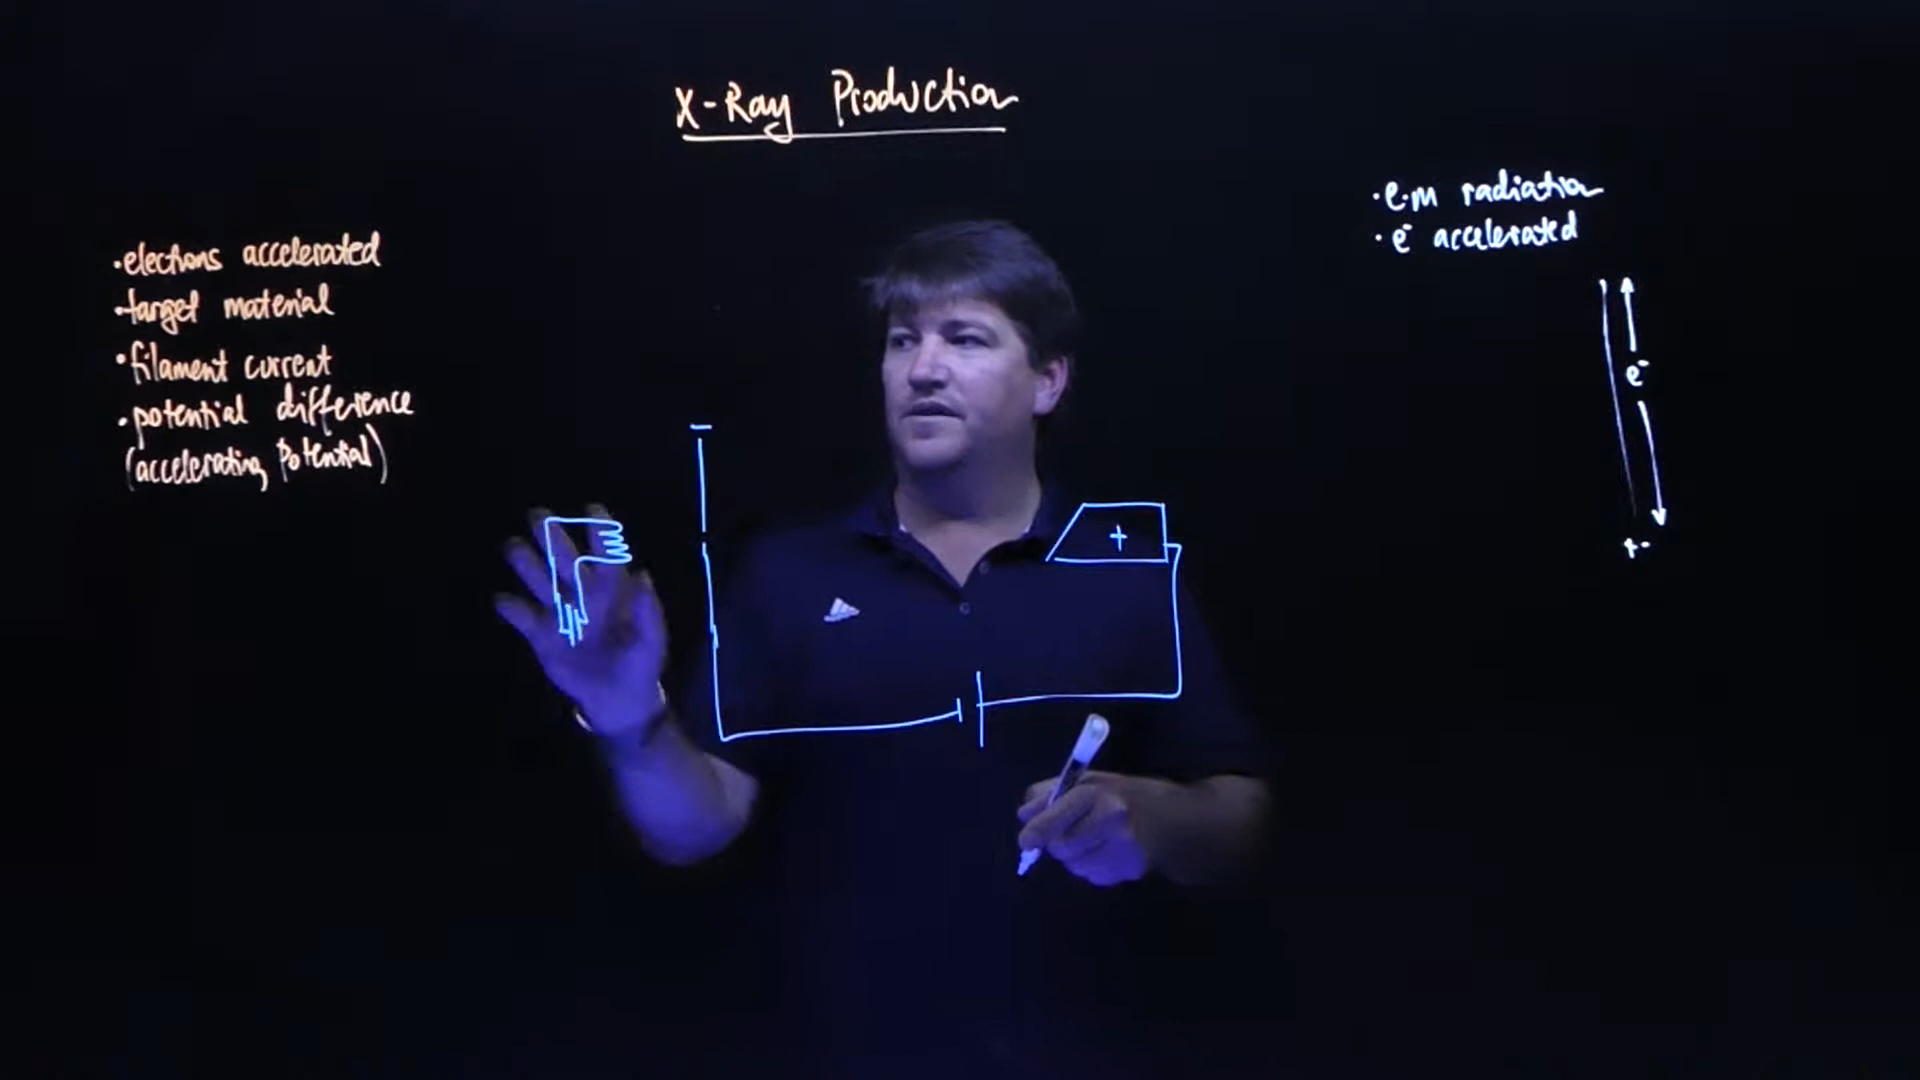 X-Ray Production
·electrons accelerated
·target material
·filament current
·potential difference
(accelerating Potential)
·e.m radiation
·e⁻ accelerated
e⁻
+
+-